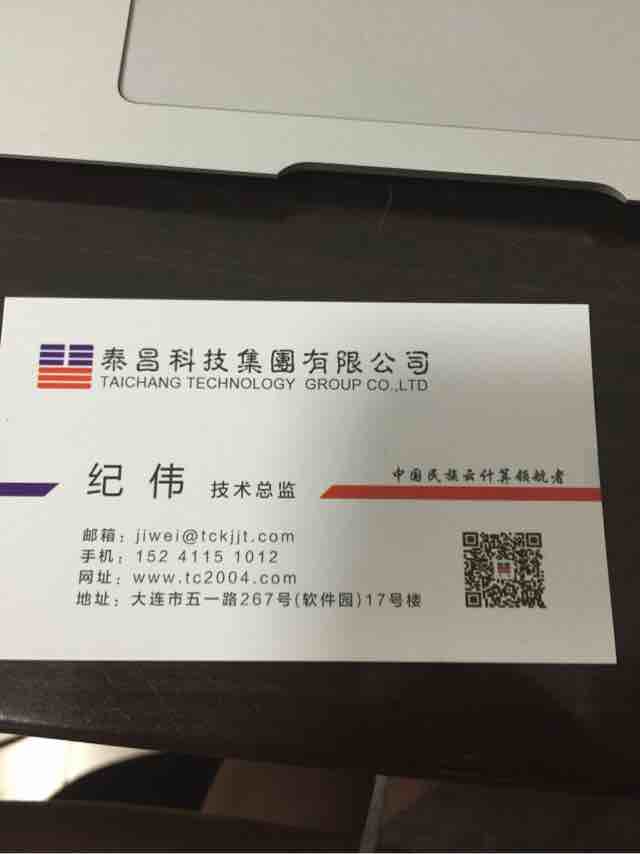 泰昌科技集團有限公司
TAICHANG TECHNOLOGY GROUP CO.,LTD
纪伟 技术总监
中国民族云计算领航者
邮箱：jiwei@tckjjt.com
手机：152 4115 1012
网址：www.tc2004.com
地址：大连市五一路267号(软件园)17号楼